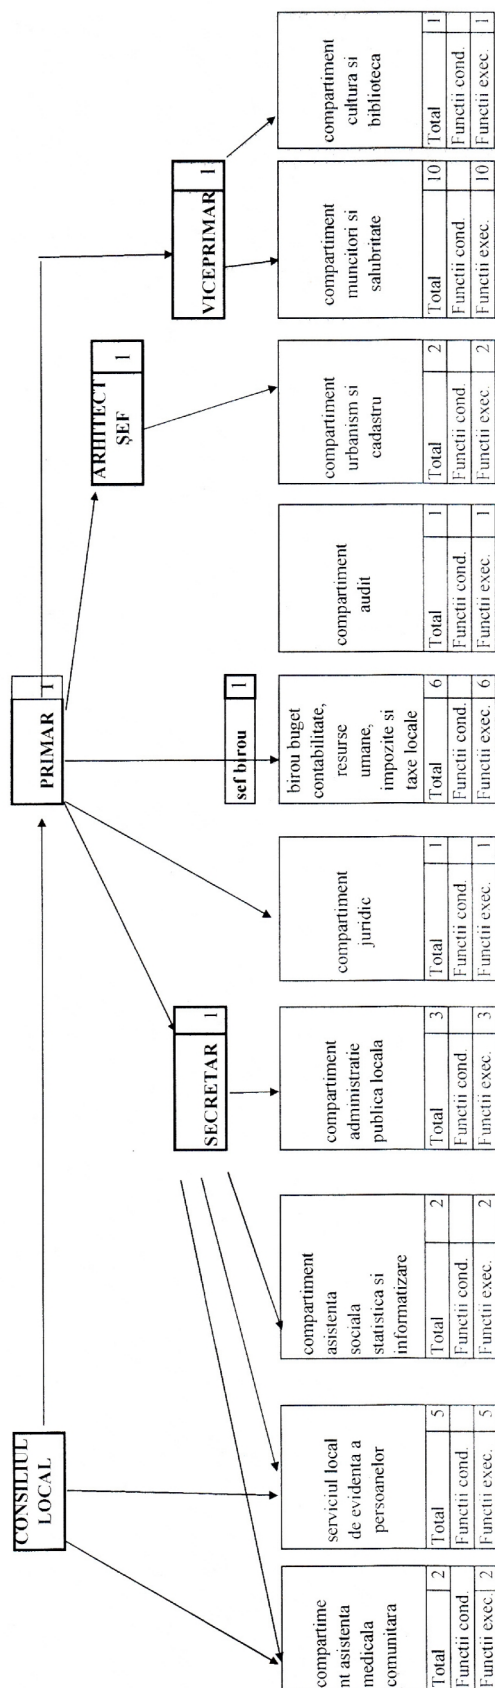 CONSILIUL
LOCAL
PRIMAR 1
ARHITECT
ŞEF 1
VICEPRIMAR 1
SECRETAR 1
sef birou 1
compartime
nt asistenta
medicala
comunitara
Total 2
Functii cond.
Functii exec. 2
serviciul local
de evidenta a
persoanelor
Total 5
Functii cond.
Functii exec. 5
compartiment
asistenta
sociala
statistica si
informatizare
Total 2
Functii cond.
Functii exec. 2
compartiment
administratie
publica locala
Total 3
Functii cond.
Functii exec. 3
compartiment
juridic
Total 1
Functii cond.
Functii exec. 1
birou buget
contabilitate,
resurse
umane,
impozite si
taxe locale
Total 6
Functii cond.
Functii exec. 6
compartiment
audit
Total 1
Functii cond.
Functii exec. 1
compartiment
urbanism si
cadastru
Total 2
Functii cond.
Functii exec. 2
compartiment
muncitori si
salubritate
Total 10
Functii cond.
Functii exec. 10
compartiment
cultura si
biblioteca
Total 1
Functii cond.
Functii exec. 1